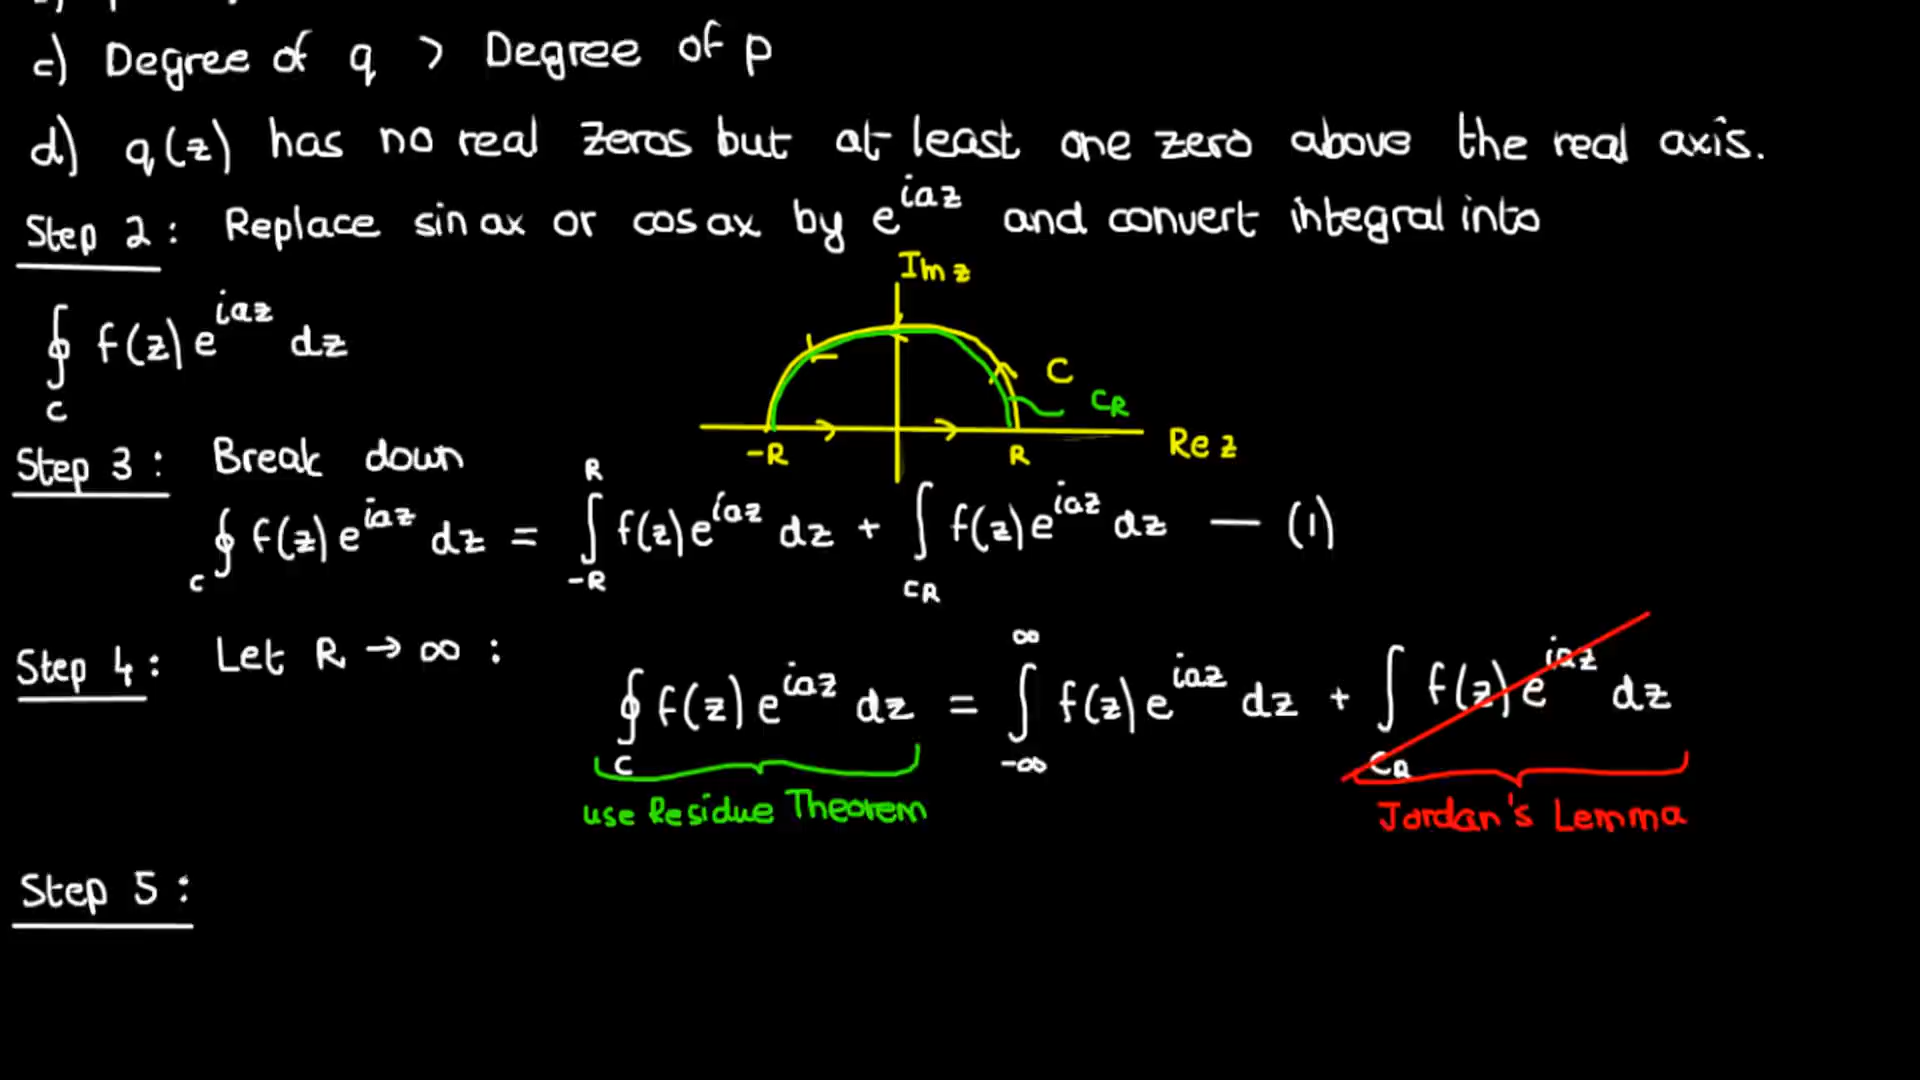 c) Degree of q > Degree of p
d) q(z) has no real zeros but at least one zero above the real axis.
Step 2: Replace sin ax or cos ax by e^{iaz} and convert integral into
∮_C f(z) e^{iaz} dz
Im z
C
C_R
-R R Re z
Step 3: Break down
∮_C f(z) e^{iaz} dz = ∫_{-R}^{R} f(z) e^{iaz} dz + ∫_{C_R} f(z) e^{iaz} dz — (1)
Step 4: Let R → ∞ :
∮_C f(z) e^{iaz} dz = ∫_{-∞}^{∞} f(z) e^{iaz} dz + ∫_{C_R} f(z) e^{iaz} dz
use Residue Theorem Jordan's Lemma
Step 5: